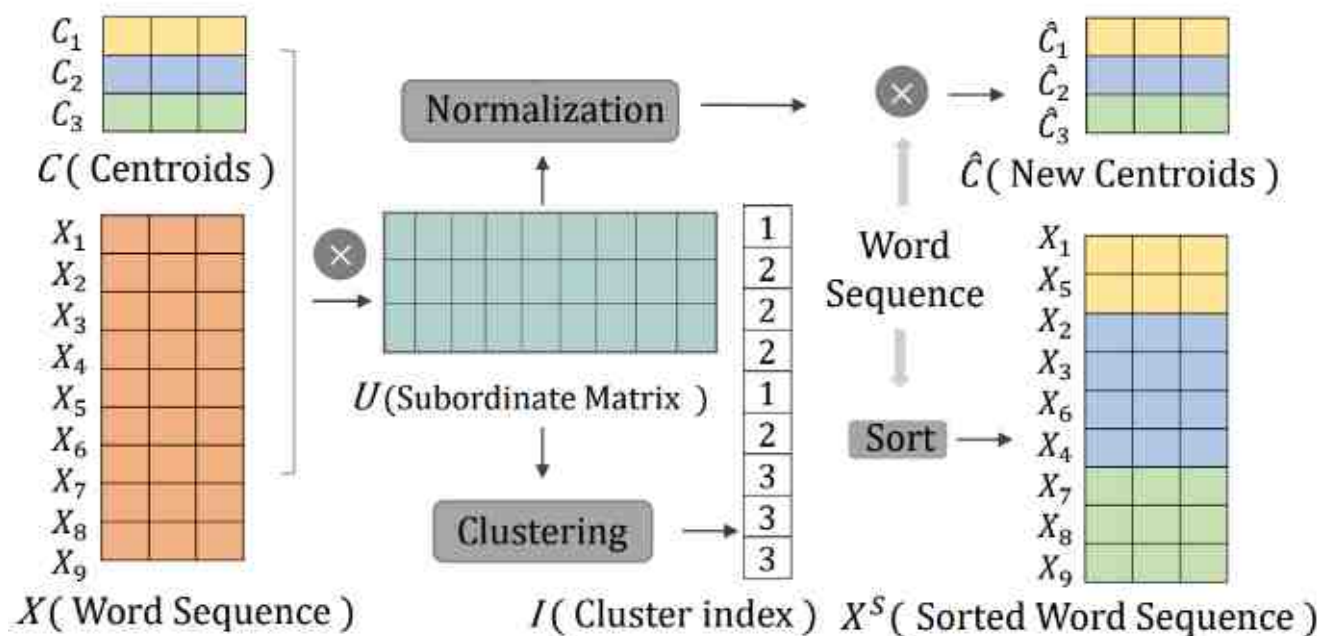 C₁
C₂
C₃
C ( Centroids )
X₁
X₂
X₃
X₄
X₅
X₆
X₇
X₈
X₉
X ( Word Sequence )
×
Normalization
U (Subordinate Matrix )
Clustering
1
2
2
2
1
2
3
3
3
I ( Cluster index )
×
Word
Sequence
Sort
Ĉ₁
Ĉ₂
Ĉ₃
Ĉ ( New Centroids )
X₁
X₅
X₂
X₃
X₆
X₄
X₇
X₈
X₉
Xˢ ( Sorted Word Sequence )